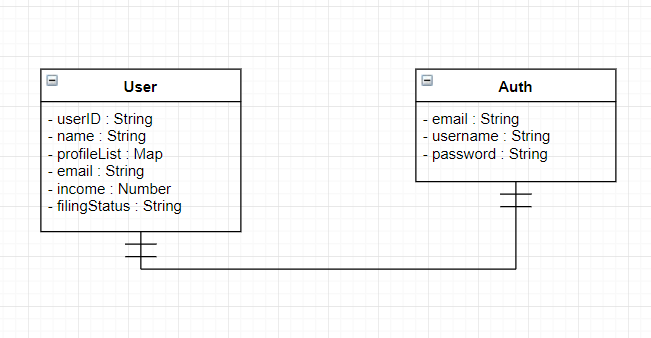 User
- userID : String
- name : String
- profileList : Map
- email : String
- income : Number
- filingStatus : String
Auth
- email : String
- username : String
- password : String